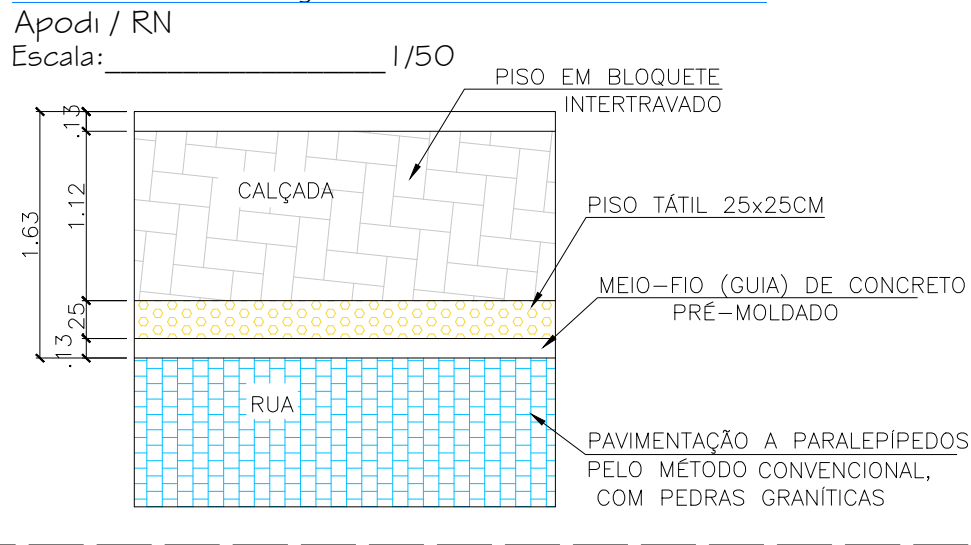 Apodi / RN
Escala:__________________ 1/50
PISO EM BLOQUETE
INTERTRAVADO
.13
CALÇADA
1.12
1.63
PISO TÁTIL 25x25CM
MEIO-FIO (GUIA) DE CONCRETO
PRÉ-MOLDADO
.25
.13
RUA
PAVIMENTAÇÃO A PARALEPÍPEDOS
PELO MÉTODO CONVENCIONAL,
COM PEDRAS GRANÍTICAS